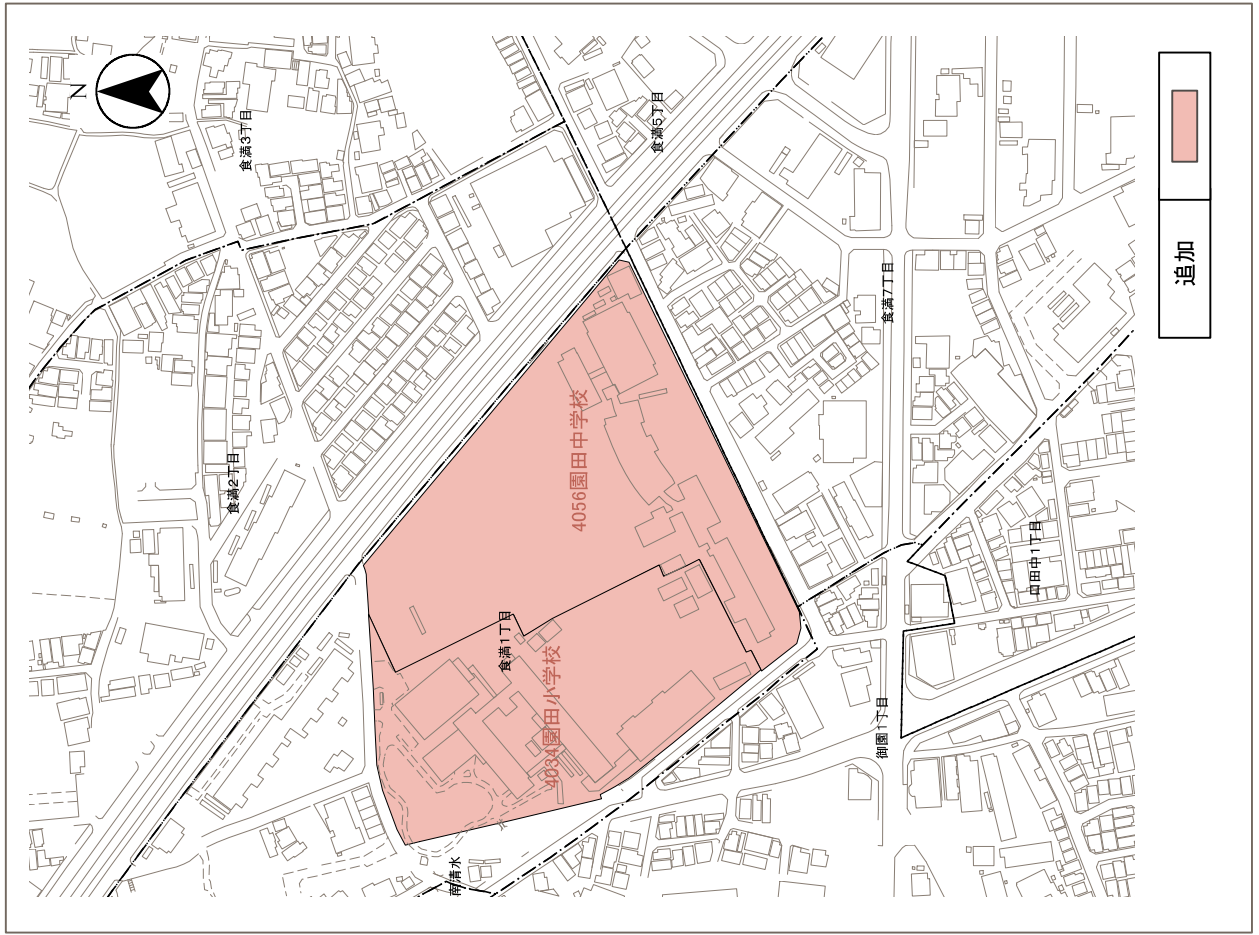 N
食満3丁目
食満5丁目
食満2丁目
食満7丁目
4056園田中学校
食満1丁目
4034園田小学校
口田中1丁目
御園1丁目
南清水
追加